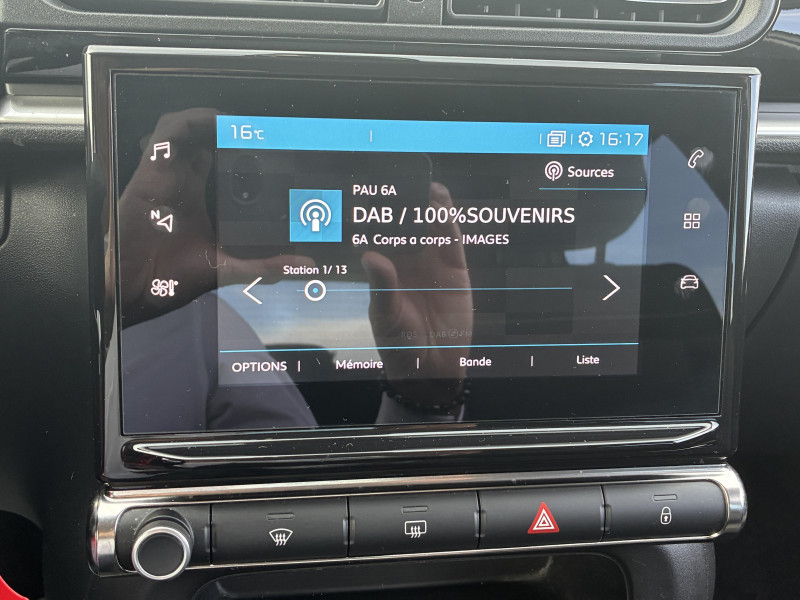 16°C
16:17
Sources
PAU 6A
DAB / 100%SOUVENIRS
6A Corps a corps - IMAGES
Station 1/ 13
OPTIONS | Mémoire | Bande | Liste
N